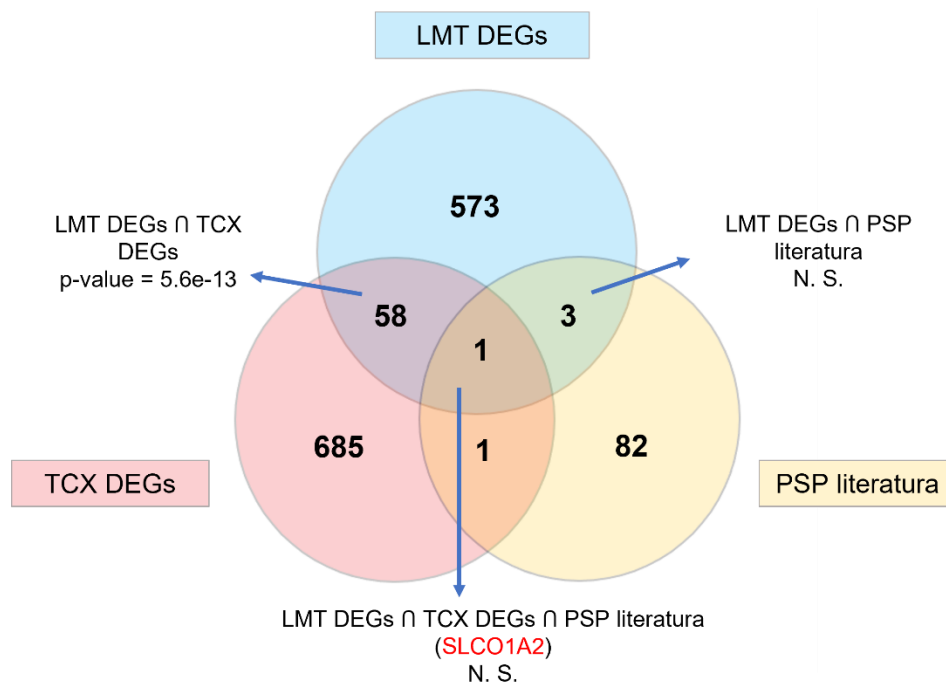 LMT DEGs
573
LMT DEGs ∩ TCX
DEGs
p-value = 5.6e-13
LMT DEGs ∩ PSP
literatura
N. S.
58
3
1
685
1
82
TCX DEGs
PSP literatura
LMT DEGs ∩ TCX DEGs ∩ PSP literatura
(SLCO1A2)
N. S.